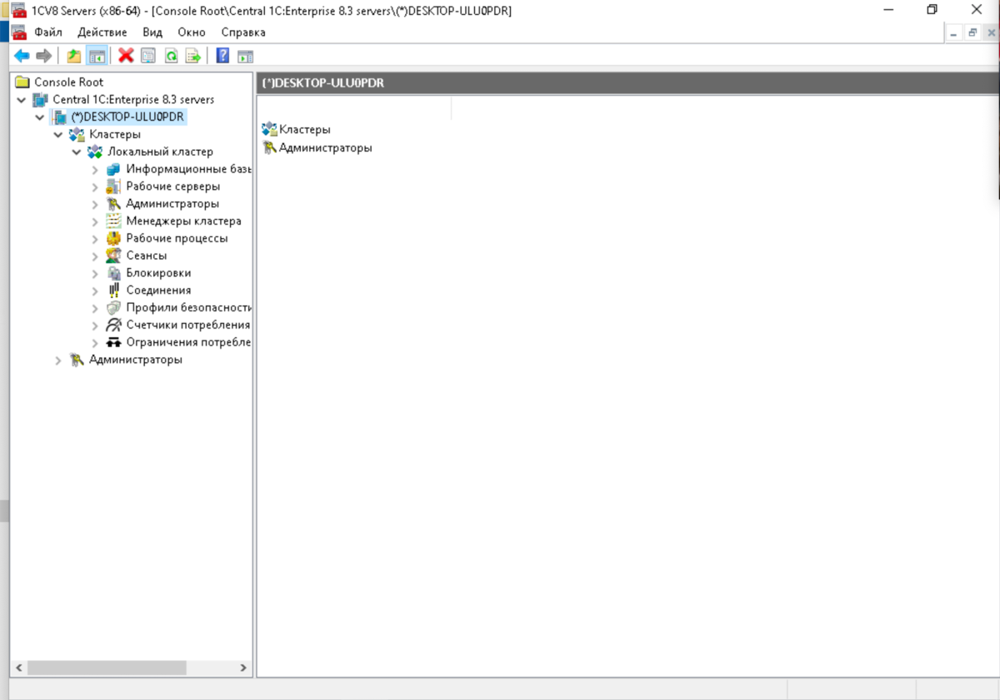 1CV8 Servers (x86-64) - [Console Root\Central 1C:Enterprise 8.3 servers\(*)DESKTOP-ULU0PDR]
Файл Действие Вид Окно Справка
Console Root
Central 1C:Enterprise 8.3 servers
(*)DESKTOP-ULU0PDR
Кластеры
Локальный кластер
Информационные базы
Рабочие серверы
Администраторы
Менеджеры кластера
Рабочие процессы
Сеансы
Блокировки
Соединения
Профили безопасности
Счетчики потребления
Ограничения потребле
Администраторы
(*)DESKTOP-ULU0PDR
Кластеры
Администраторы